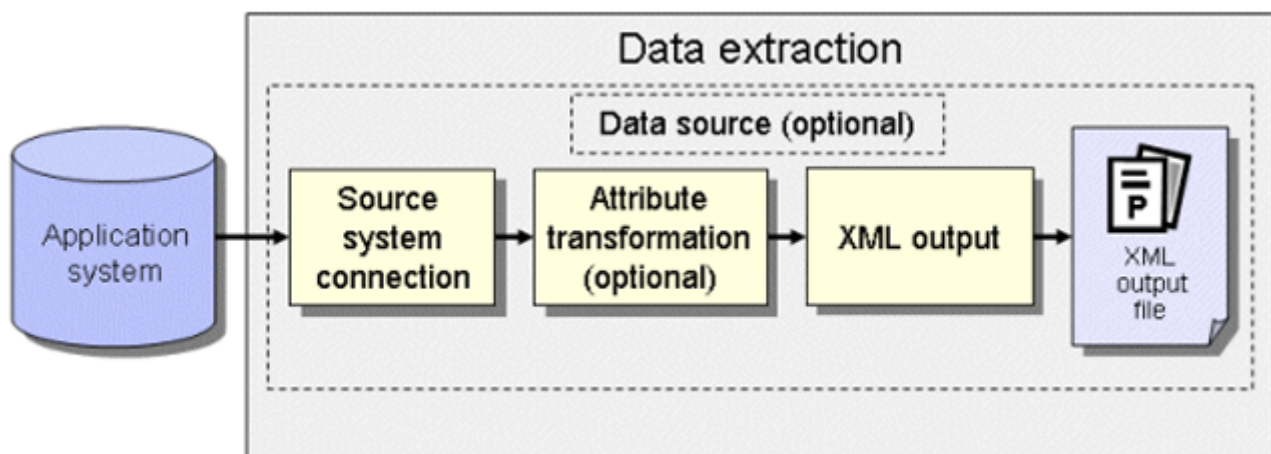 Data extraction
Data source (optional)
Application
system
Source
system
connection
Attribute
transformation
(optional)
XML output
P
XML
output
file